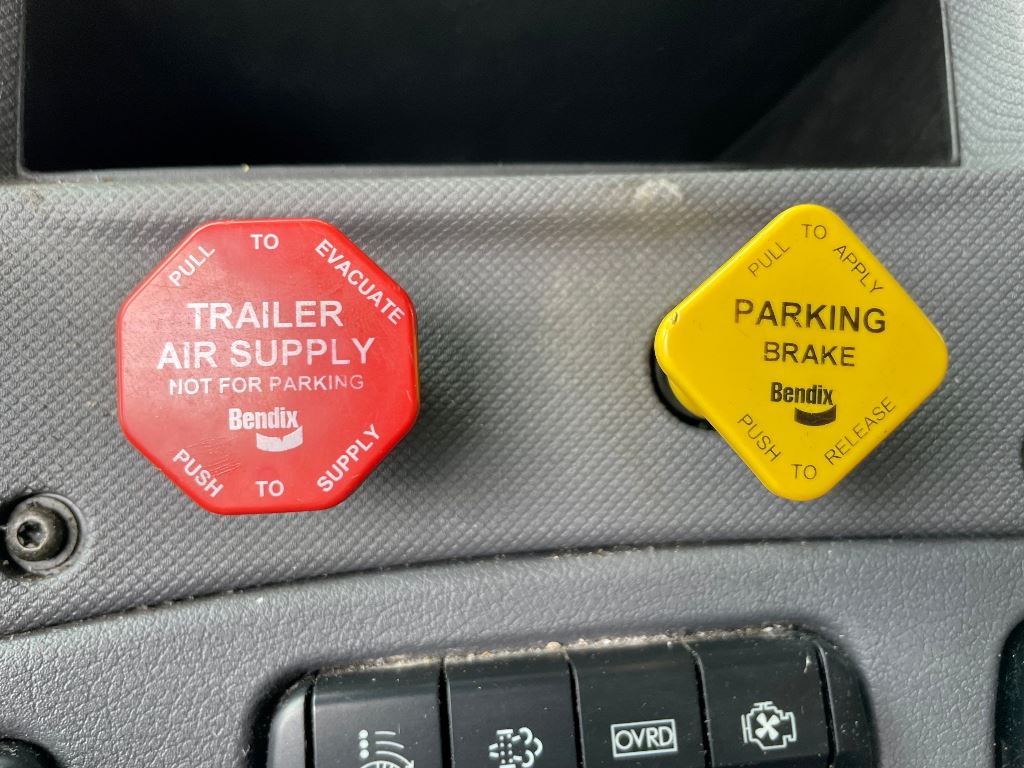 PULL TO EVACUATE
TRAILER
AIR SUPPLY
NOT FOR PARKING
Bendix
PUSH TO SUPPLY
PULL TO APPLY
PARKING
BRAKE
Bendix
PUSH TO RELEASE
OVRD